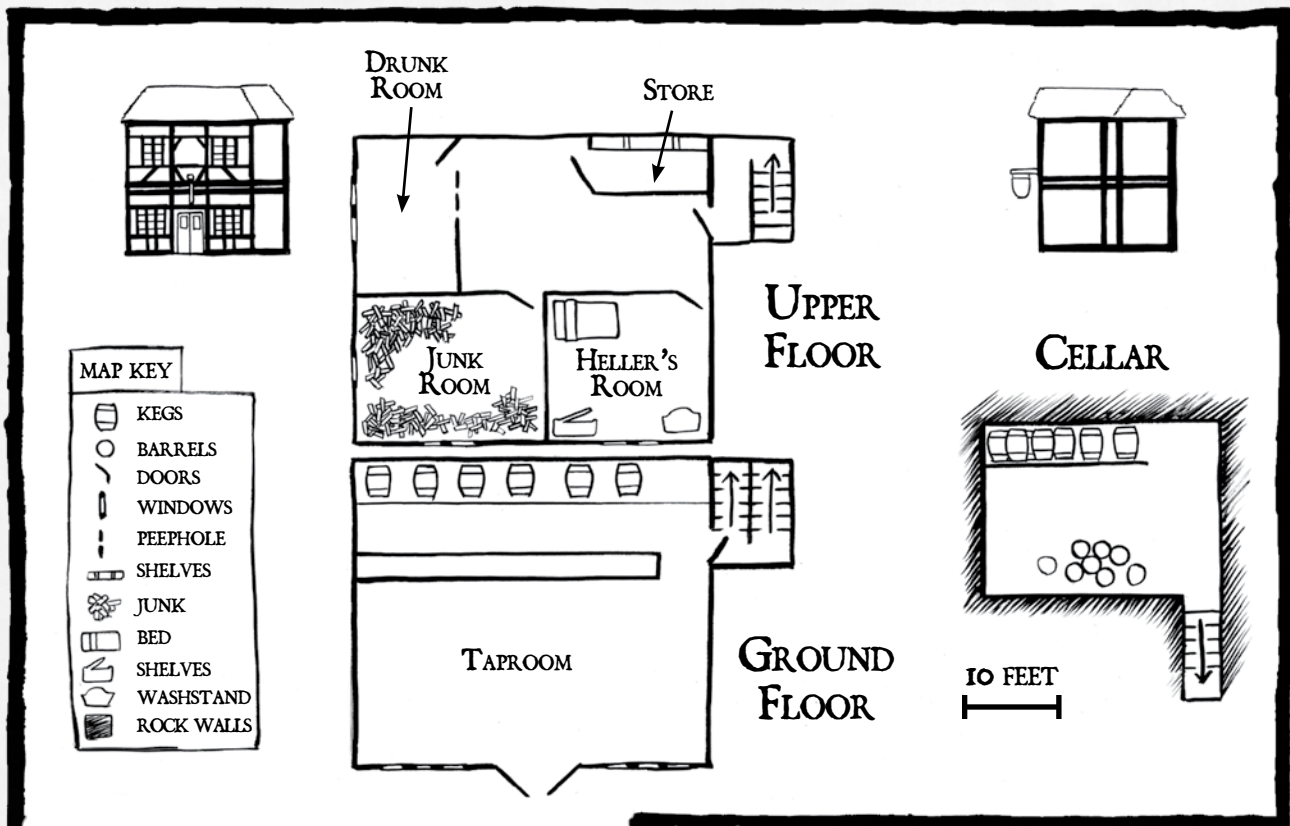 DRUNK
ROOM
STORE
UPPER
FLOOR
JUNK
ROOM
HELLER'S
ROOM
CELLAR
MAP KEY
KEGS
BARRELS
DOORS
WINDOWS
PEEPHOLE
SHELVES
JUNK
BED
SHELVES
WASHSTAND
ROCK WALLS
TAPROOM
GROUND
FLOOR
10 FEET